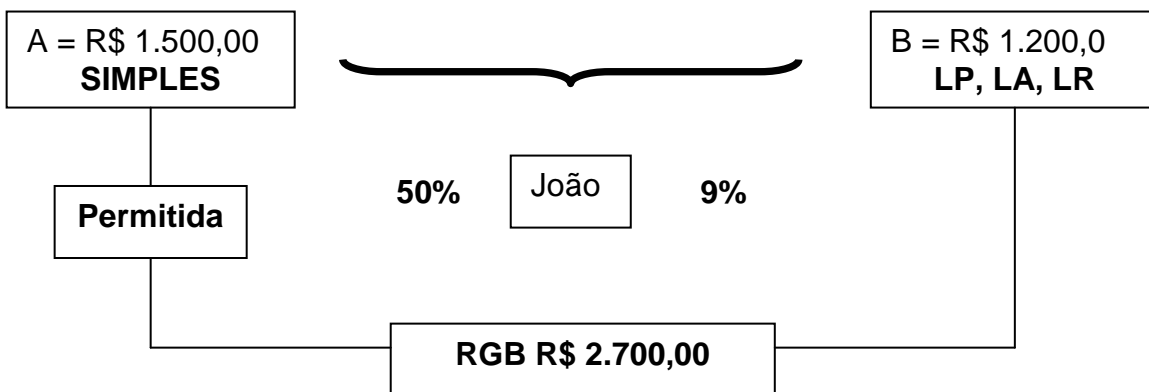 A = R$ 1.500,00
SIMPLES
B = R$ 1.200,0
LP, LA, LR
Permitida
50%
João
9%
RGB R$ 2.700,00